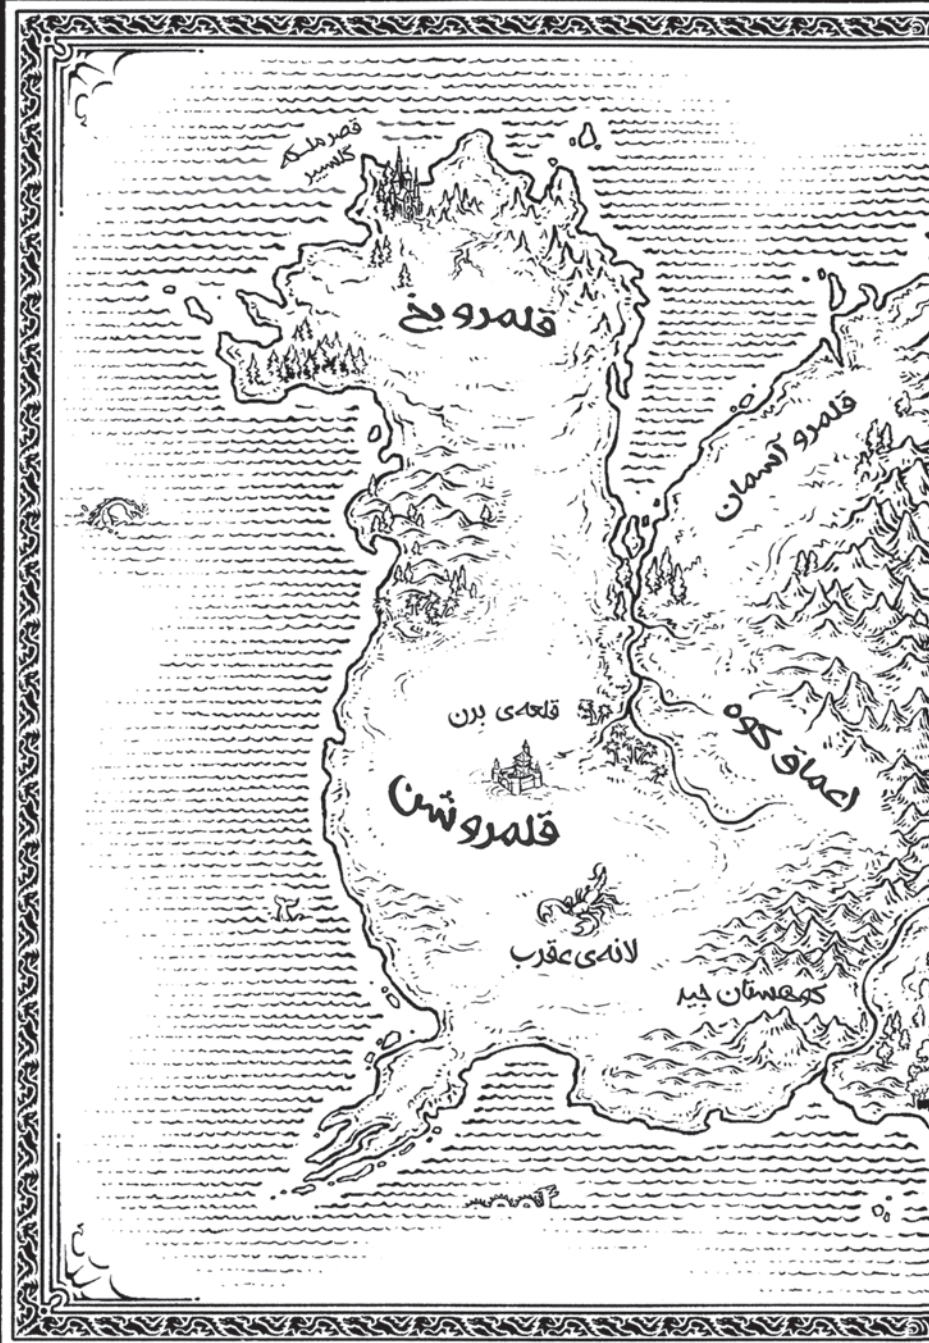 قصر ملکه
گلسیر
قلمرو یخ
قلمرو آسمان
قلعه‌ی برن
اعماق کوه
قلمرو شن
لانه‌ی عقرب
کوهستان جید